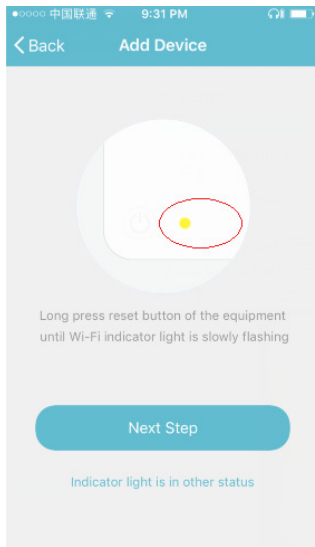 中国联通 9:31 PM
Back Add Device
Long press reset button of the equipment
until Wi-Fi indicator light is slowly flashing
Next Step
Indicator light is in other status